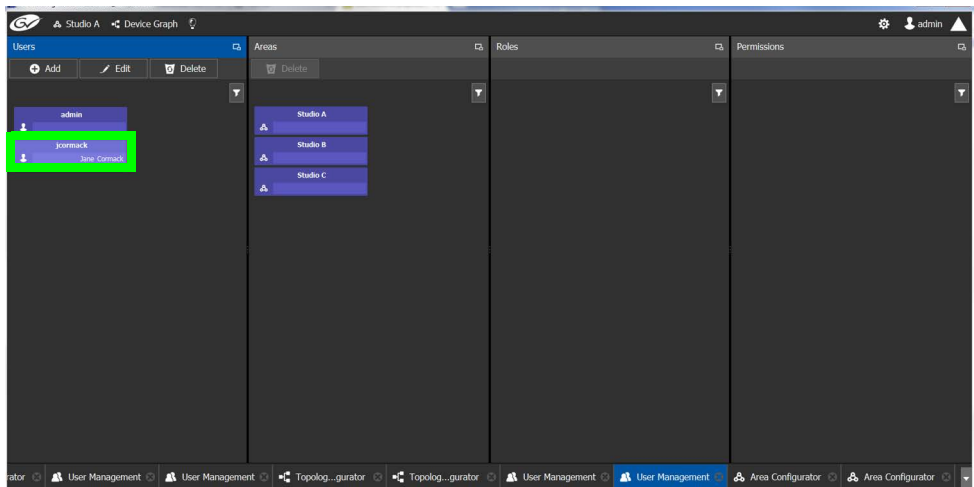 GV Studio A Device Graph admin
Users Areas Roles Permissions
Add Edit Delete Delete
admin
jcormack
Jane Cormack
Studio A
Studio B
Studio C
rator User Management User Management Topolog...gurator Topolog...gurator User Management User Management Area Configurator Area Configurator